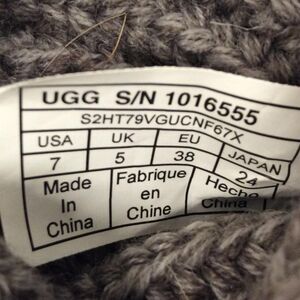 UGG S/N 1016555
S2HT79VGUCNF67X
USA UK EU JAPAN
7 5 38 24
Made Fabrique Hecho
In en
China Chine China